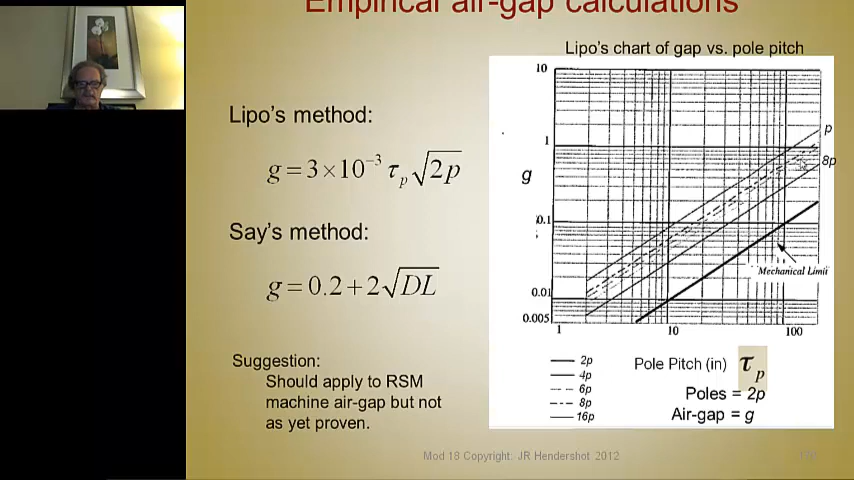 Empirical air-gap calculations
Lipo's method:
g = 3×10⁻³ τp √2p
Say's method:
g = 0.2+2√DL
Suggestion:
Should apply to RSM
machine air-gap but not
as yet proven.
Lipo's chart of gap vs. pole pitch
10
1
0.1
0.01
0.005
g
p
8p
Mechanical Limit
1
10
100
2p
4p
6p
8p
16p
Pole Pitch (in) τp
Poles = 2p
Air-gap = g
Mod 18 Copyright: JR Hendershot 2012